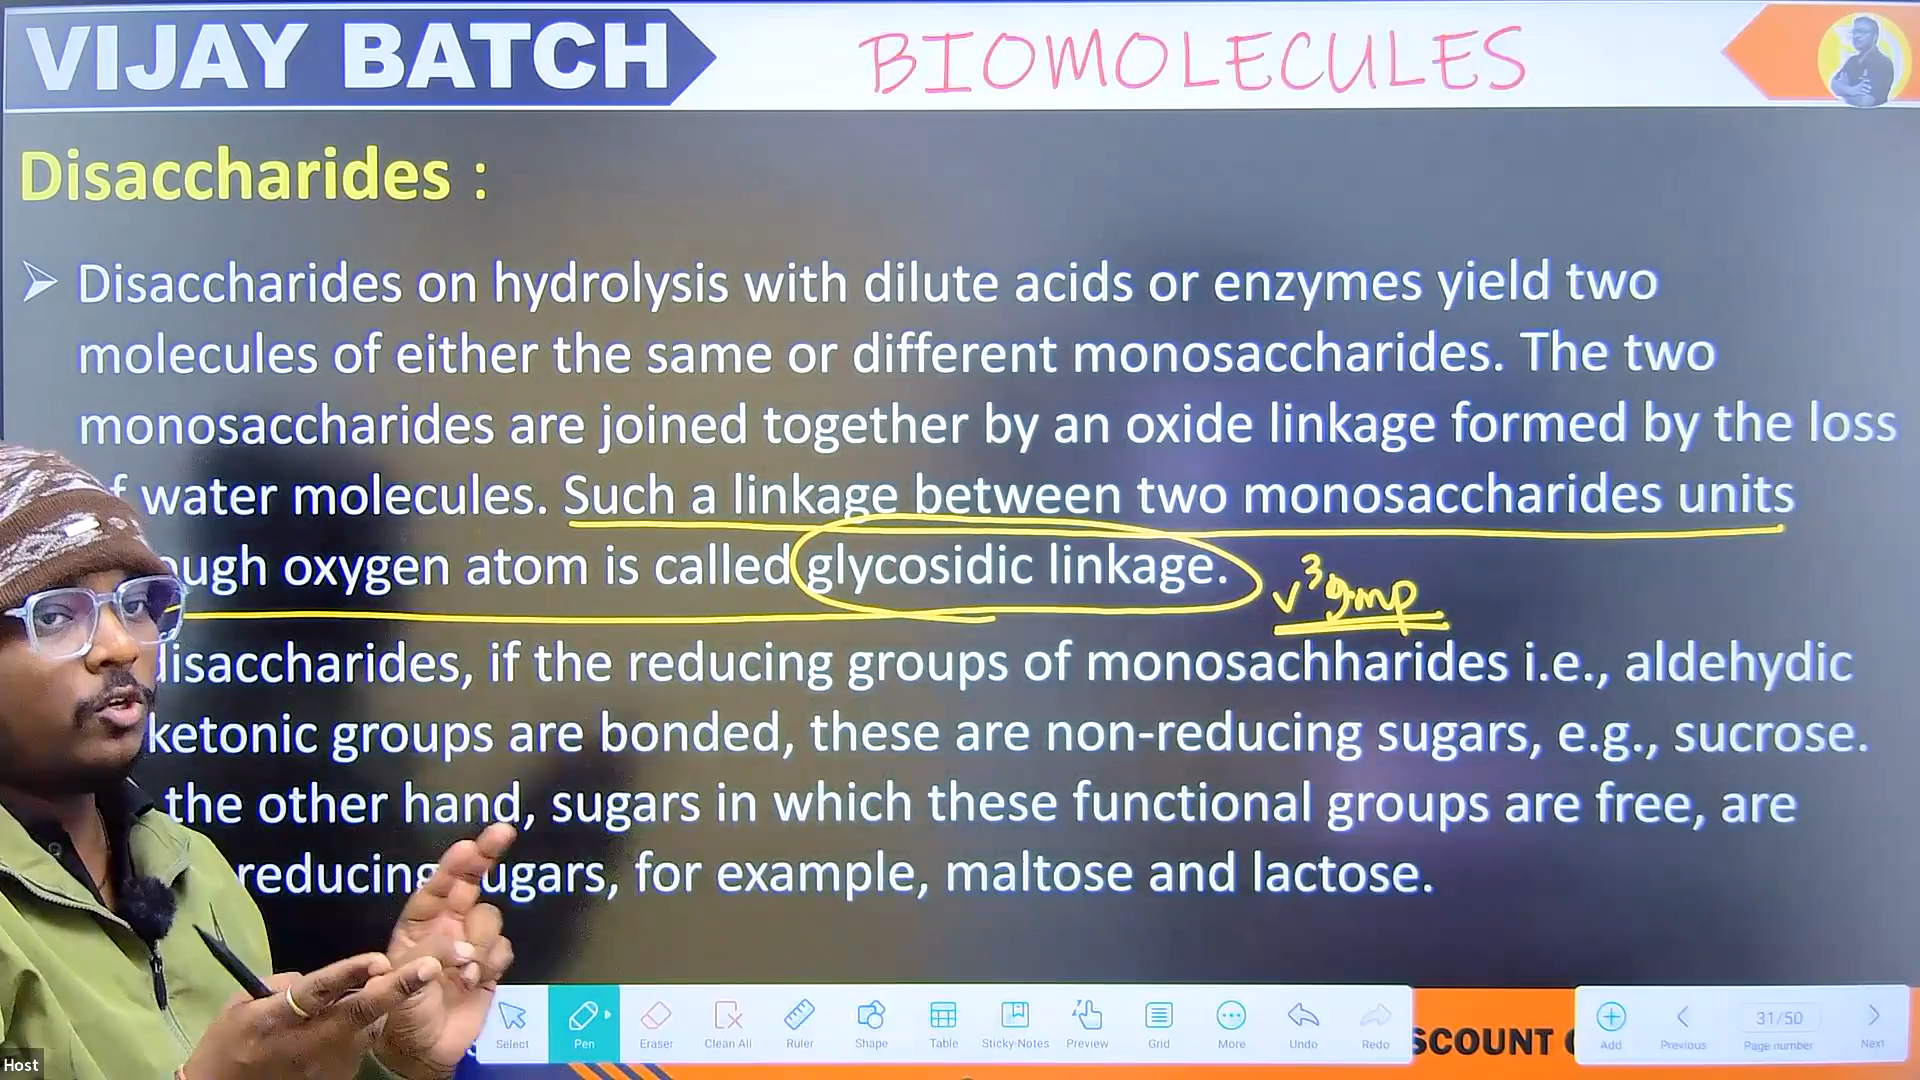 VIJAY BATCH
BIOMOLECULES
Disaccharides :
Disaccharides on hydrolysis with dilute acids or enzymes yield two
molecules of either the same or different monosaccharides. The two
monosaccharides are joined together by an oxide linkage formed by the loss
water molecules. Such a linkage between two monosaccharides units
ough oxygen atom is called glycosidic linkage.
disaccharides, if the reducing groups of monosachharides i.e., aldehydic
ketonic groups are bonded, these are non-reducing sugars, e.g., sucrose.
the other hand, sugars in which these functional groups are free, are
reducing ugars, for example, maltose and lactose.
Select Pen Eraser Clean All Ruler Shape Table Sticky-Notes Preview Grid More Undo Redo
SCOUNT
Add Previous 31/50 Page number Next
Host